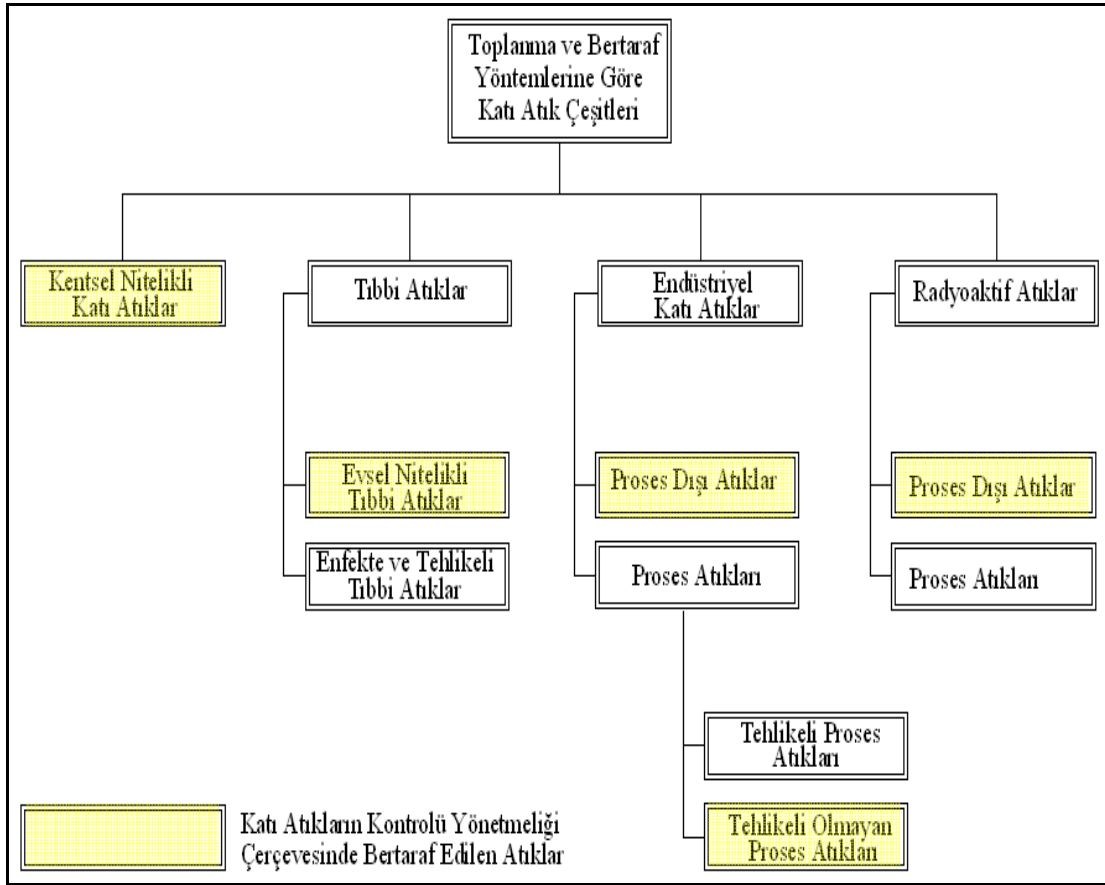 Toplanma ve Bertaraf
Yöntemlerine Göre
Katı Atık Çeşitleri
Kentsel Nitelikli
Katı Atıklar
Tıbbi Atıklar
Endüstriyel
Katı Atıklar
Radyoaktif Atıklar
Evsel Nitelikli
Tıbbi Atıklar
Proses Dışı Atıklar
Proses Dışı Atıklar
Enfekte ve Tehlikeli
Tıbbi Atıklar
Proses Atıkları
Proses Atıkları
Tehlikeli Proses
Atıkları
Tehlikeli Olmayan
Proses Atıkları
Katı Atıkların Kontrolü Yönetmeliği
Çerçevesinde Bertaraf Edilen Atıklar